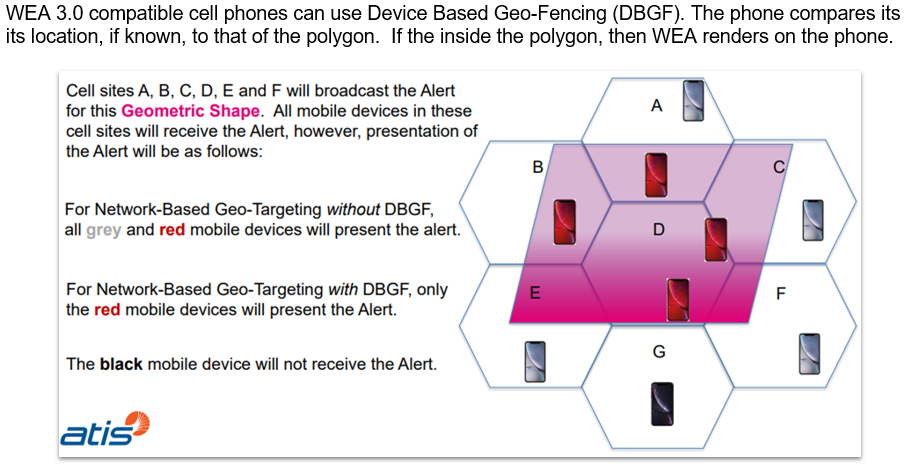 WEA 3.0 compatible cell phones can use Device Based Geo-Fencing (DBGF). The phone compares its
its location, if known, to that of the polygon.  If the inside the polygon, then WEA renders on the phone.
Cell sites A, B, C, D, E and F will broadcast the Alert
for this Geometric Shape.  All mobile devices in these
cell sites will receive the Alert, however, presentation of
the Alert will be as follows:
For Network-Based Geo-Targeting without DBGF,
all grey and red mobile devices will present the alert.
For Network-Based Geo-Targeting with DBGF, only
the red mobile devices will present the Alert.
The black mobile device will not receive the Alert.
atis
A
B
C
D
E
F
G